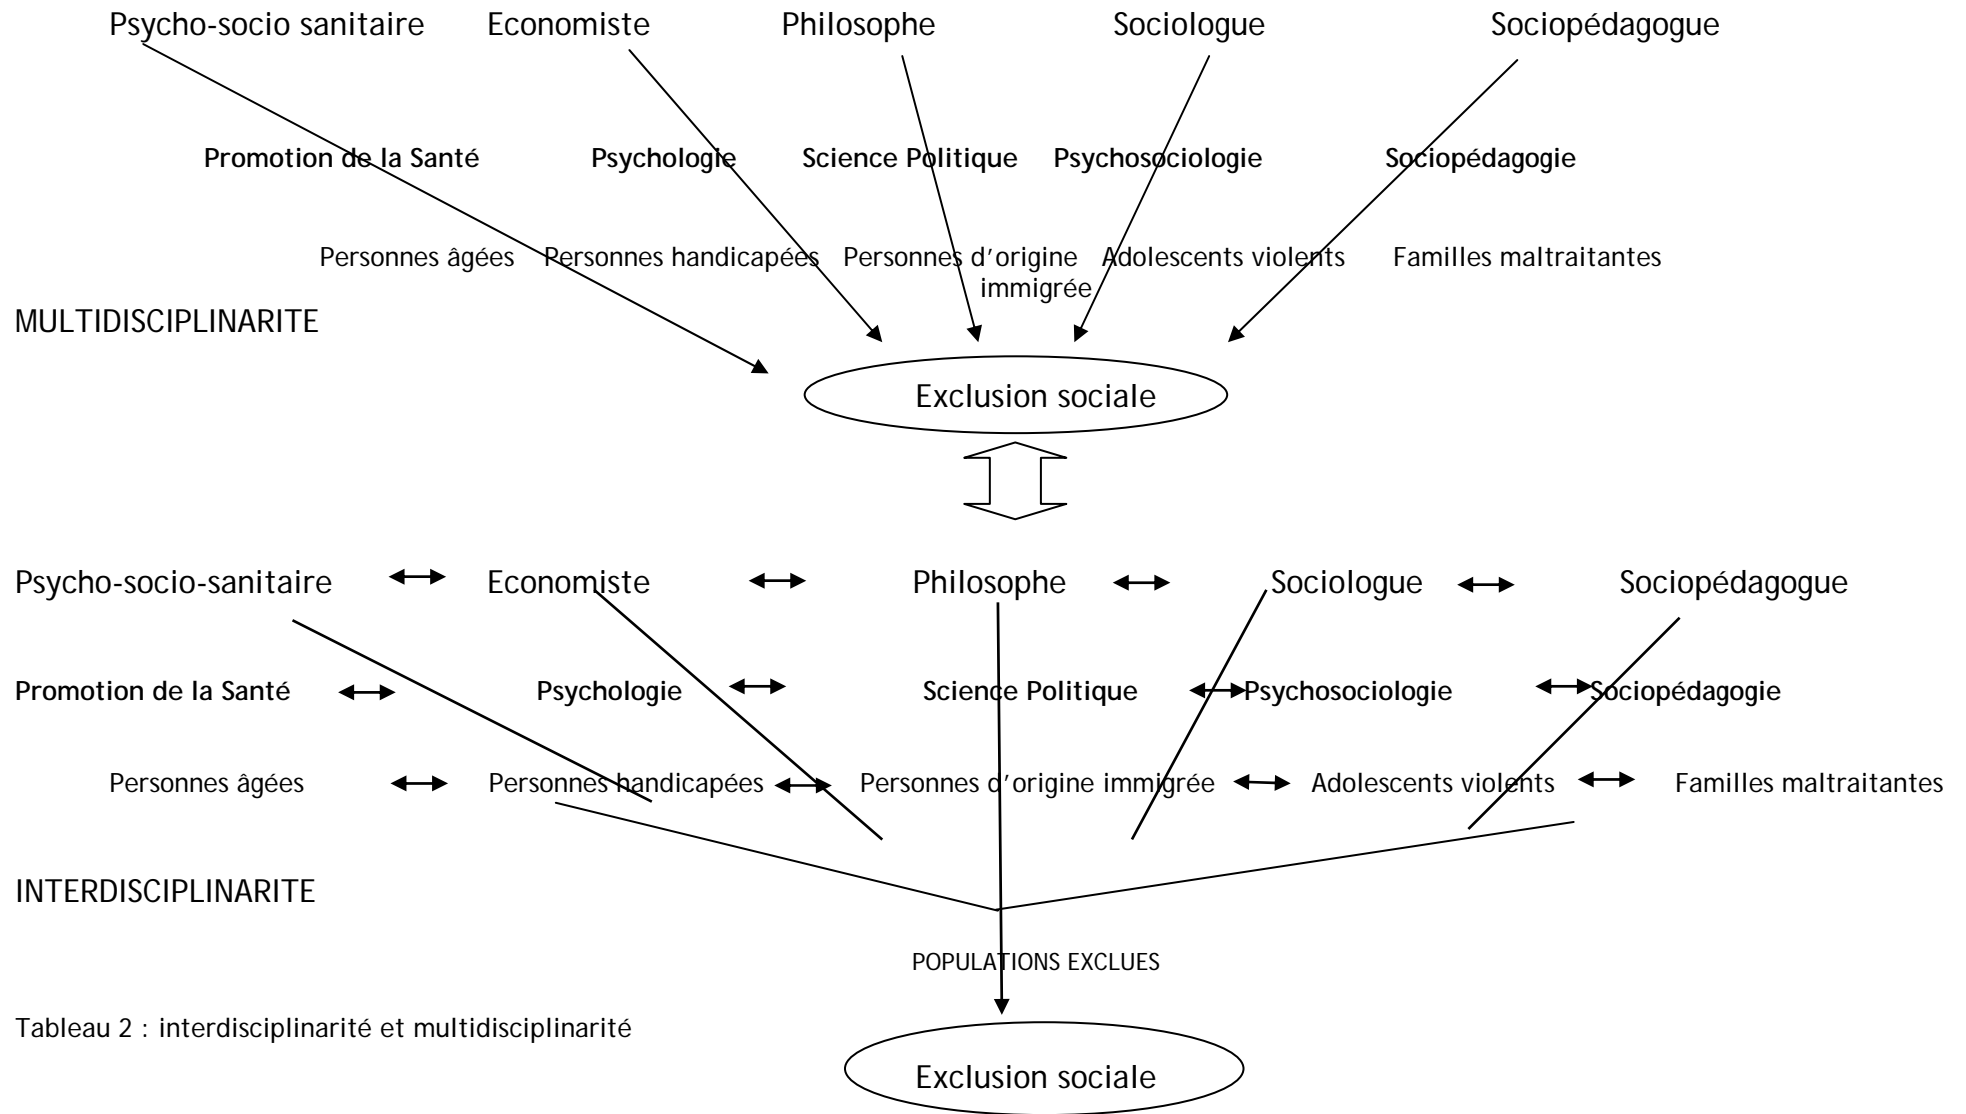 Psycho-socio sanitaire Economiste Philosophe Sociologue Sociopédagogue
Promotion de la Santé Psychologie Science Politique Psychosociologie Sociopédagogie
Personnes âgées Personnes handicapées Personnes d'origine Adolescents violents Familles maltraitantes
immigrée
MULTIDISCIPLINARITE
Exclusion sociale
Psycho-socio-sanitaire Economiste Philosophe Sociologue Sociopédagogue
Promotion de la Santé Psychologie Science Politique Psychosociologie Sociopédagogie
Personnes âgées Personnes handicapées Personnes d'origine immigrée Adolescents violents Familles maltraitantes
INTERDISCIPLINARITE
POPULATIONS EXCLUES
Tableau 2 : interdisciplinarité et multidisciplinarité
Exclusion sociale